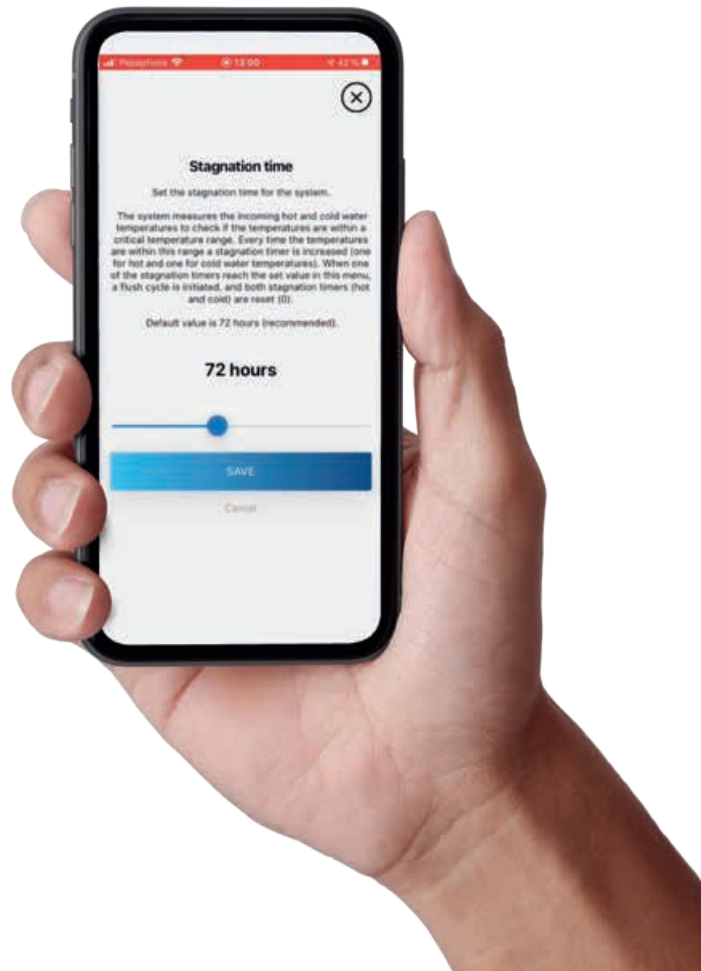 Pepephone 13:00 42 %
Stagnation time
Set the stagnation time for the system.
The system measures the incoming hot and cold water
temperatures to check if the temperatures are within a
critical temperature range. Every time the temperatures
are within this range a stagnation timer is increased (one
for hot and one for cold water temperatures). When one
of the stagnation timers reach the set value in this menu,
a flush cycle is initiated, and both stagnation timers (hot
and cold) are reset (0).
Default value is 72 hours (recommended).
72 hours
SAVE
Cancel